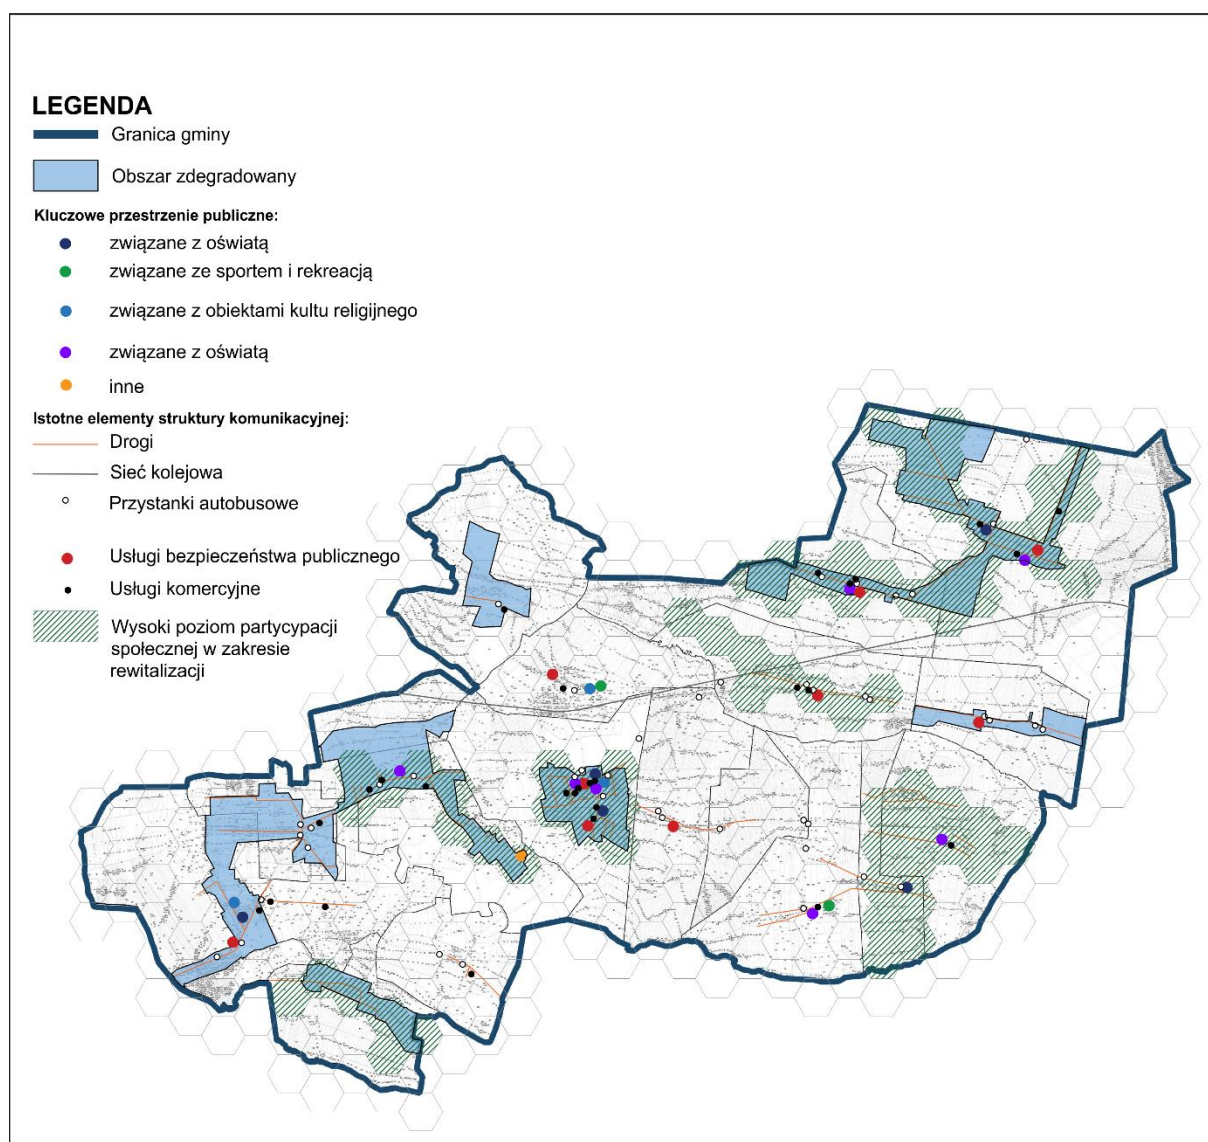 LEGENDA
Granica gminy
Obszar zdegradowany
Kluczowe przestrzenie publiczne:
związane z oświatą
związane ze sportem i rekreacją
związane z obiektami kultu religijnego
związane z oświatą
inne
Istotne elementy struktury komunikacyjnej:
Drogi
Sieć kolejowa
Przystanki autobusowe
Usługi bezpieczeństwa publicznego
Usługi komercyjne
Wysoki poziom partycypacji
społecznej w zakresie
rewitalizacji